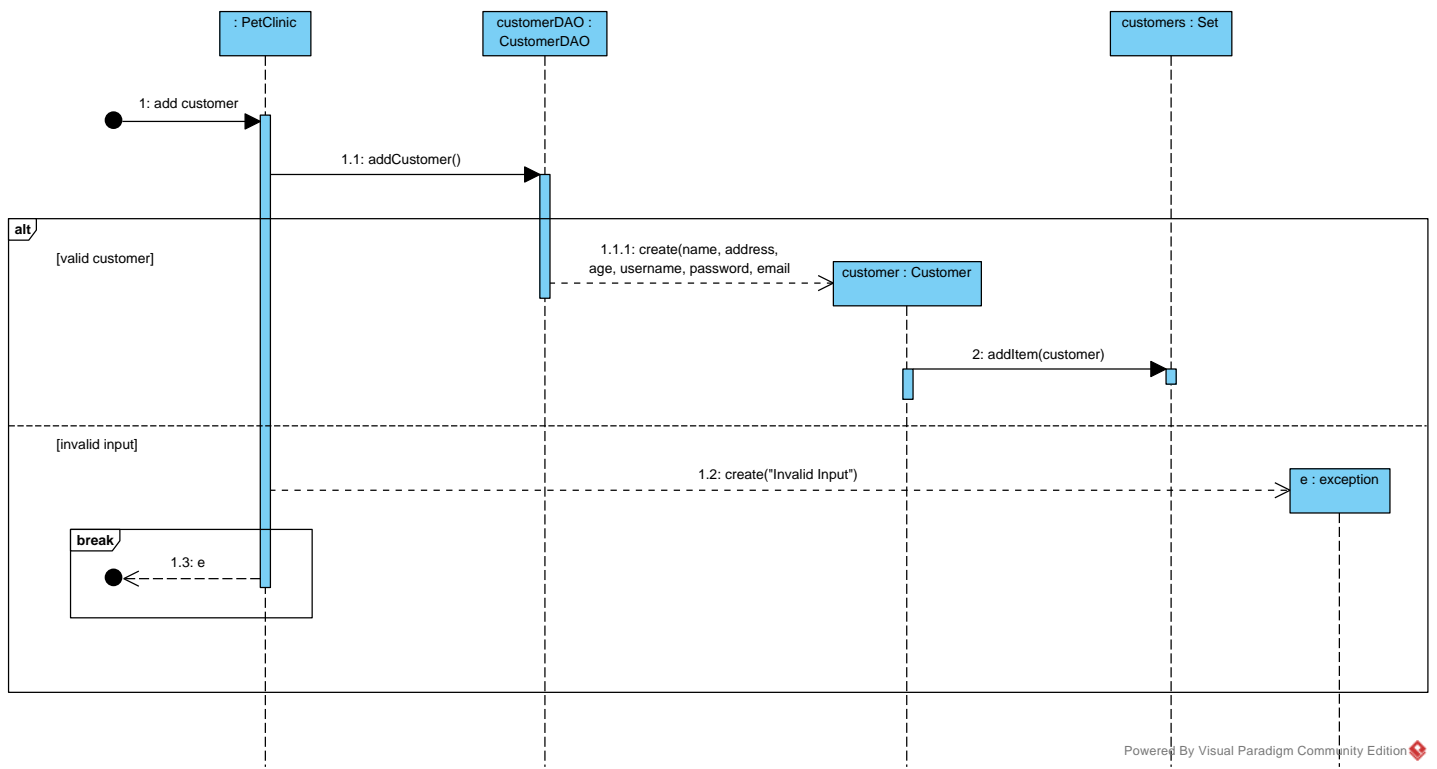 : PetClinic
customerDAO :
CustomerDAO
customers : Set
1: add customer
1.1: addCustomer()
alt
[valid customer]
1.1.1: create(name, address,
age, username, password, email
customer : Customer
2: addItem(customer)
[invalid input]
1.2: create("Invalid Input")
e : exception
break
1.3: e
Powered By Visual Paradigm Community Edition